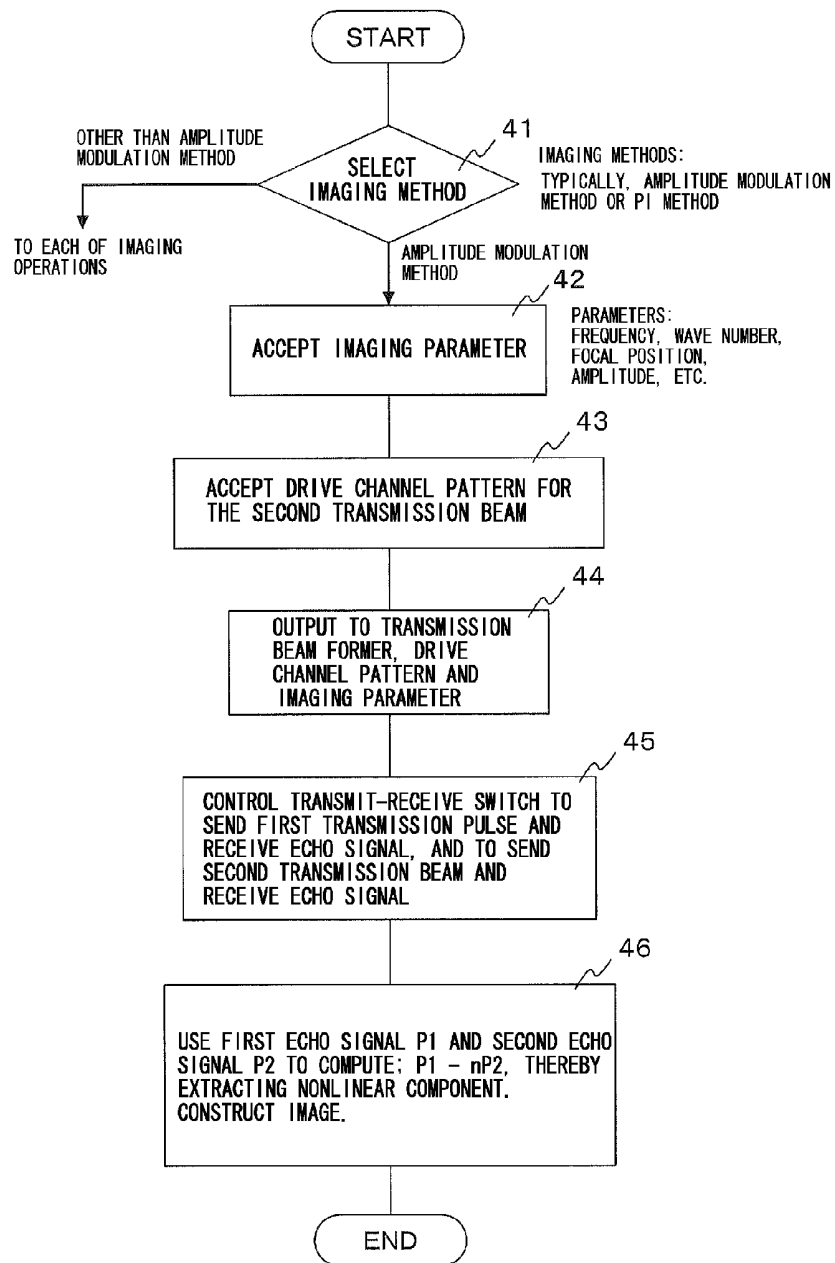 START
41
OTHER THAN AMPLITUDE
MODULATION METHOD
SELECT
IMAGING METHOD
IMAGING METHODS:
TYPICALLY, AMPLITUDE MODULATION
METHOD OR PI METHOD
TO EACH OF IMAGING
OPERATIONS
AMPLITUDE MODULATION
METHOD
42
ACCEPT IMAGING PARAMETER
PARAMETERS:
FREQUENCY, WAVE NUMBER,
FOCAL POSITION,
AMPLITUDE, ETC.
43
ACCEPT DRIVE CHANNEL PATTERN FOR
THE SECOND TRANSMISSION BEAM
44
OUTPUT TO TRANSMISSION
BEAM FORMER, DRIVE
CHANNEL PATTERN AND
IMAGING PARAMETER
45
CONTROL TRANSMIT-RECEIVE SWITCH TO
SEND FIRST TRANSMISSION PULSE AND
RECEIVE ECHO SIGNAL, AND TO SEND
SECOND TRANSMISSION BEAM AND
RECEIVE ECHO SIGNAL
46
USE FIRST ECHO SIGNAL P1 AND SECOND ECHO
SIGNAL P2 TO COMPUTE; P1 - nP2, THEREBY
EXTRACTING NONLINEAR COMPONENT.
CONSTRUCT IMAGE.
END